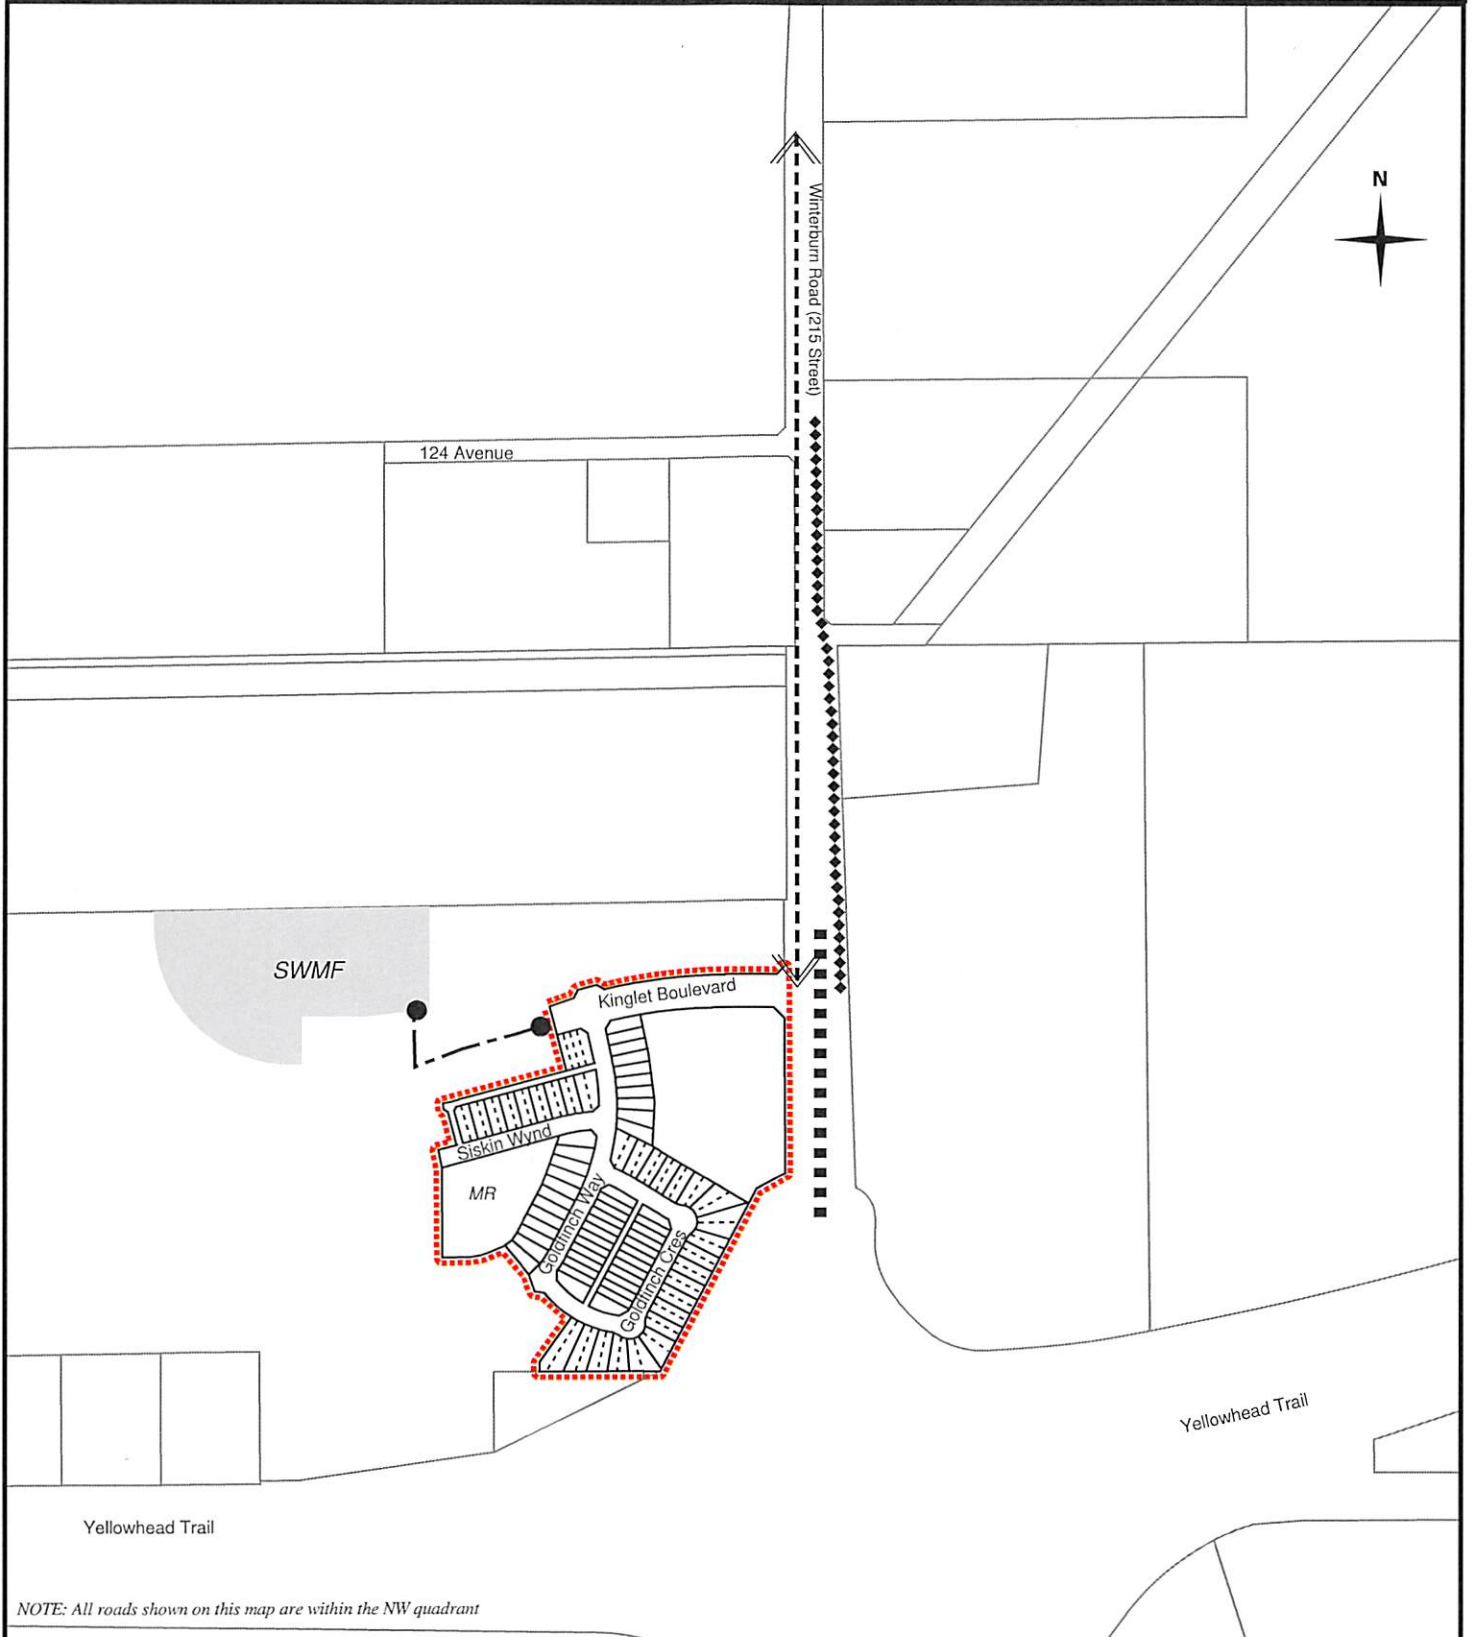 N
Winterburn Road (215 Street)
124 Avenue
SWMF
Kinglet Boulevard
Siskin Wynd
MR
Goldfinch Way
Goldfinch Cres
Yellowhead Trail
Yellowhead Trail
NOTE: All roads shown on this map are within the NW quadrant